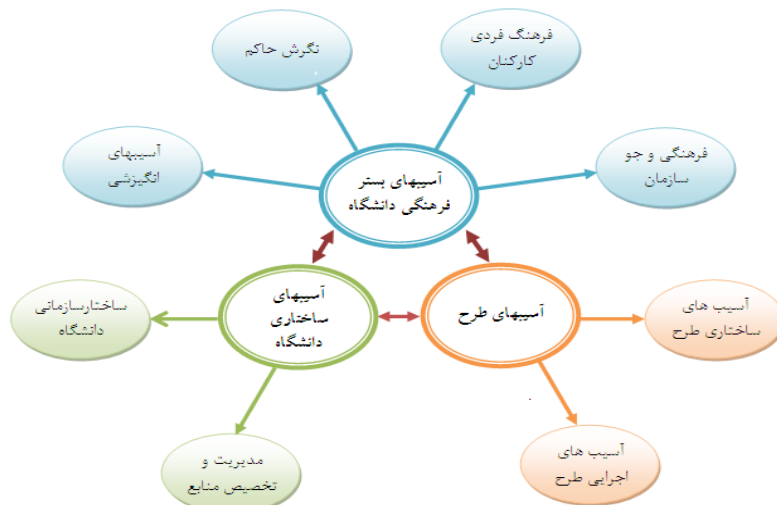 فرهنگ فردی
کارکنان
نگرش حاکم
آسیبهای بستر
فرهنگی دانشگاه
فرهنگی و جو
سازمان
آسیبهای
انگیزشی
آسیبهای طرح
آسیبهای
ساختاری
دانشگاه
آسیب های
ساختاری طرح
ساختارسازمانی
دانشگاه
آسیب های
اجرایی طرح
مدیریت و
تخصیص منابع